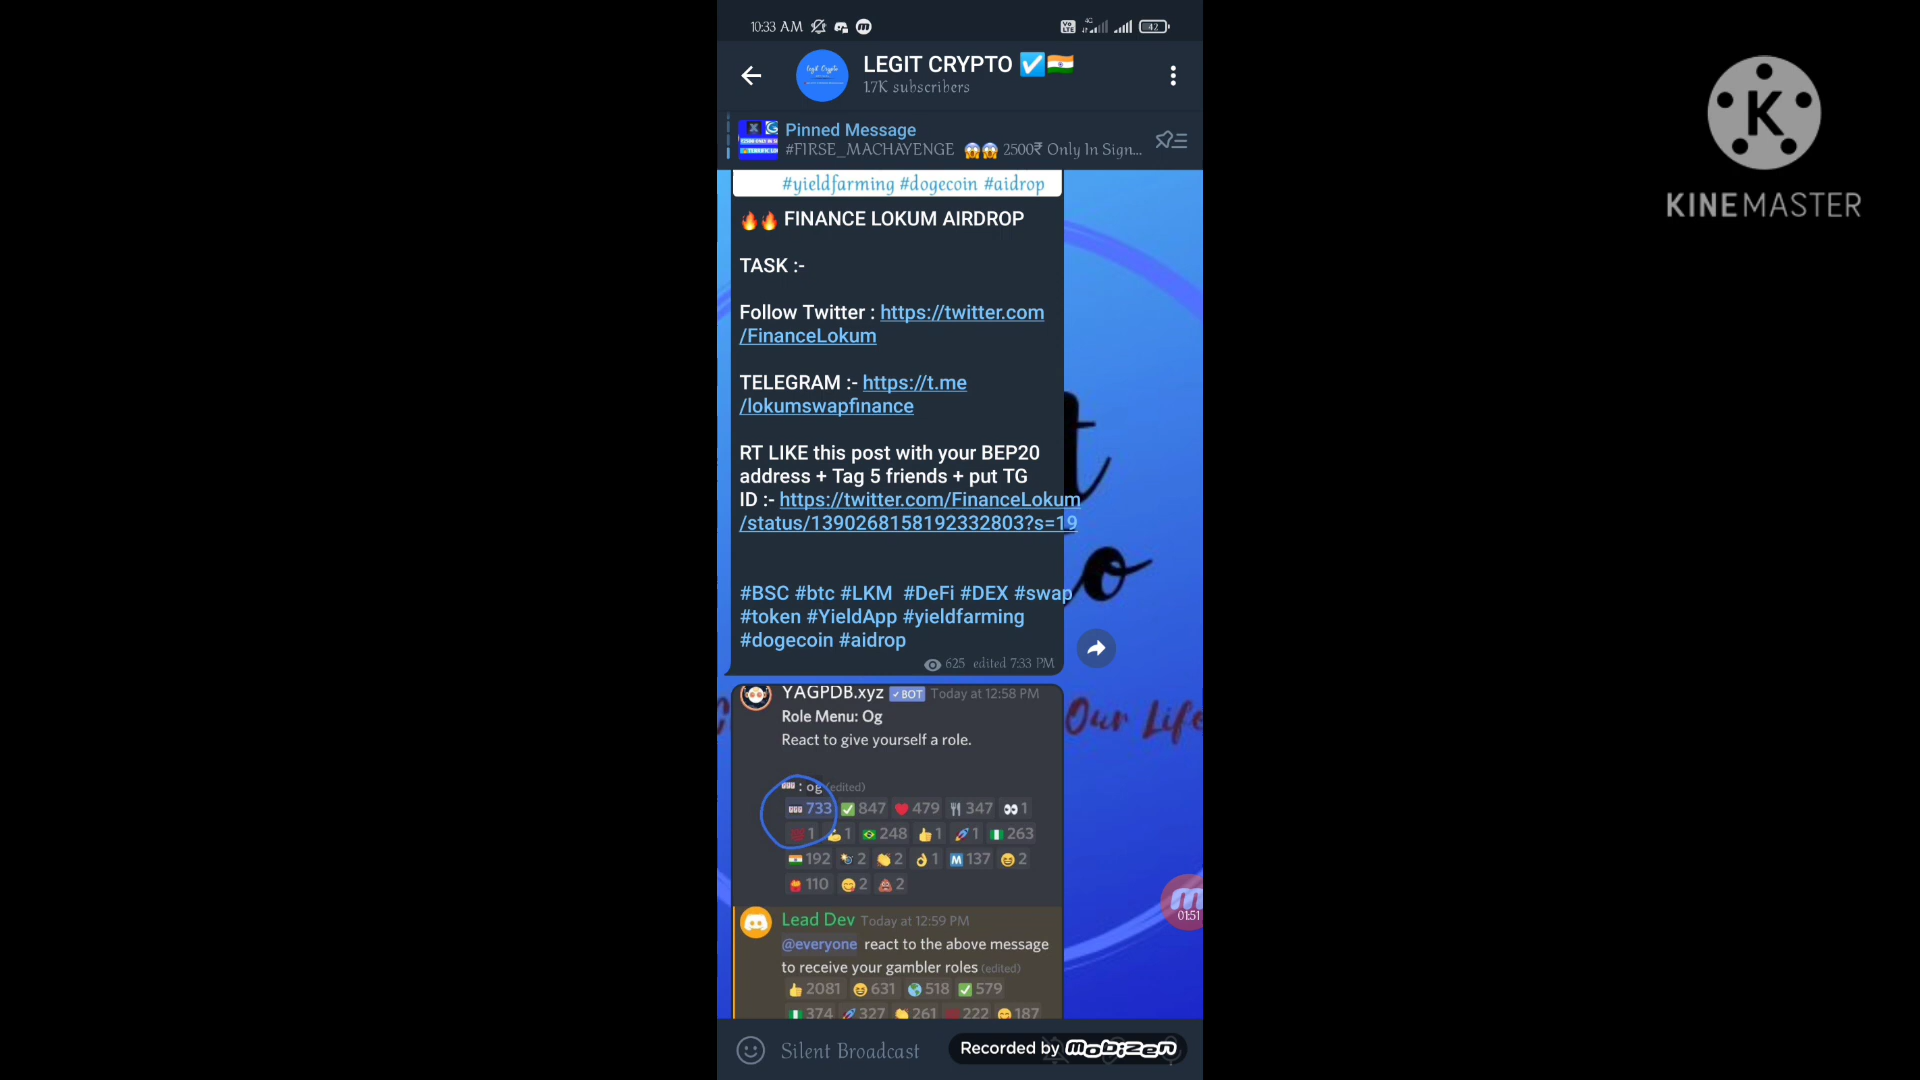 10:33 AM
4G
VoLTE
42
LEGIT CRYPTO ☑️🇮🇳
1.7K subscribers
Pinned Message
#FIRSE_MACHAYENGE 😱😱 2500₹ Only In Sign...
#yieldfarming #dogecoin #aidrop
🔥🔥 FINANCE LOKUM AIRDROP
TASK :-
Follow Twitter : https://twitter.com
/FinanceLokum
TELEGRAM :- https://t.me
/lokumswapfinance
RT LIKE this post with your BEP20
address + Tag 5 friends + put TG
ID :- https://twitter.com/FinanceLokum
/status/1390268158192332803?s=19
#BSC #btc #LKM #DeFi #DEX #swap
#token #YieldApp #yieldfarming
#dogecoin #aidrop
625 edited 7:33 PM
YAGPDB.xyz ✓ BOT Today at 12:58 PM
Role Menu: Og
React to give yourself a role.
: og (edited)
733 ✅ 847 ❤️ 479 🍴 347 👀 1
1 💪 1 🇧🇷 248 👍 1 🚀 1 🇳🇬 263
🇮🇳 192 💣 2 👏 2 👌 1 Ⓜ️ 137 😆 2
110 😋 2 💩 2
Our Life
Lead Dev Today at 12:59 PM
@everyone react to the above message
to receive your gambler roles (edited)
👍 2081 😆 631 🌎 518 ✅ 579
🇳🇬 374 🚀 327 👏 261 222 😋 187
01:51
Silent Broadcast
Recorded by mobizen
K
KINEMASTER